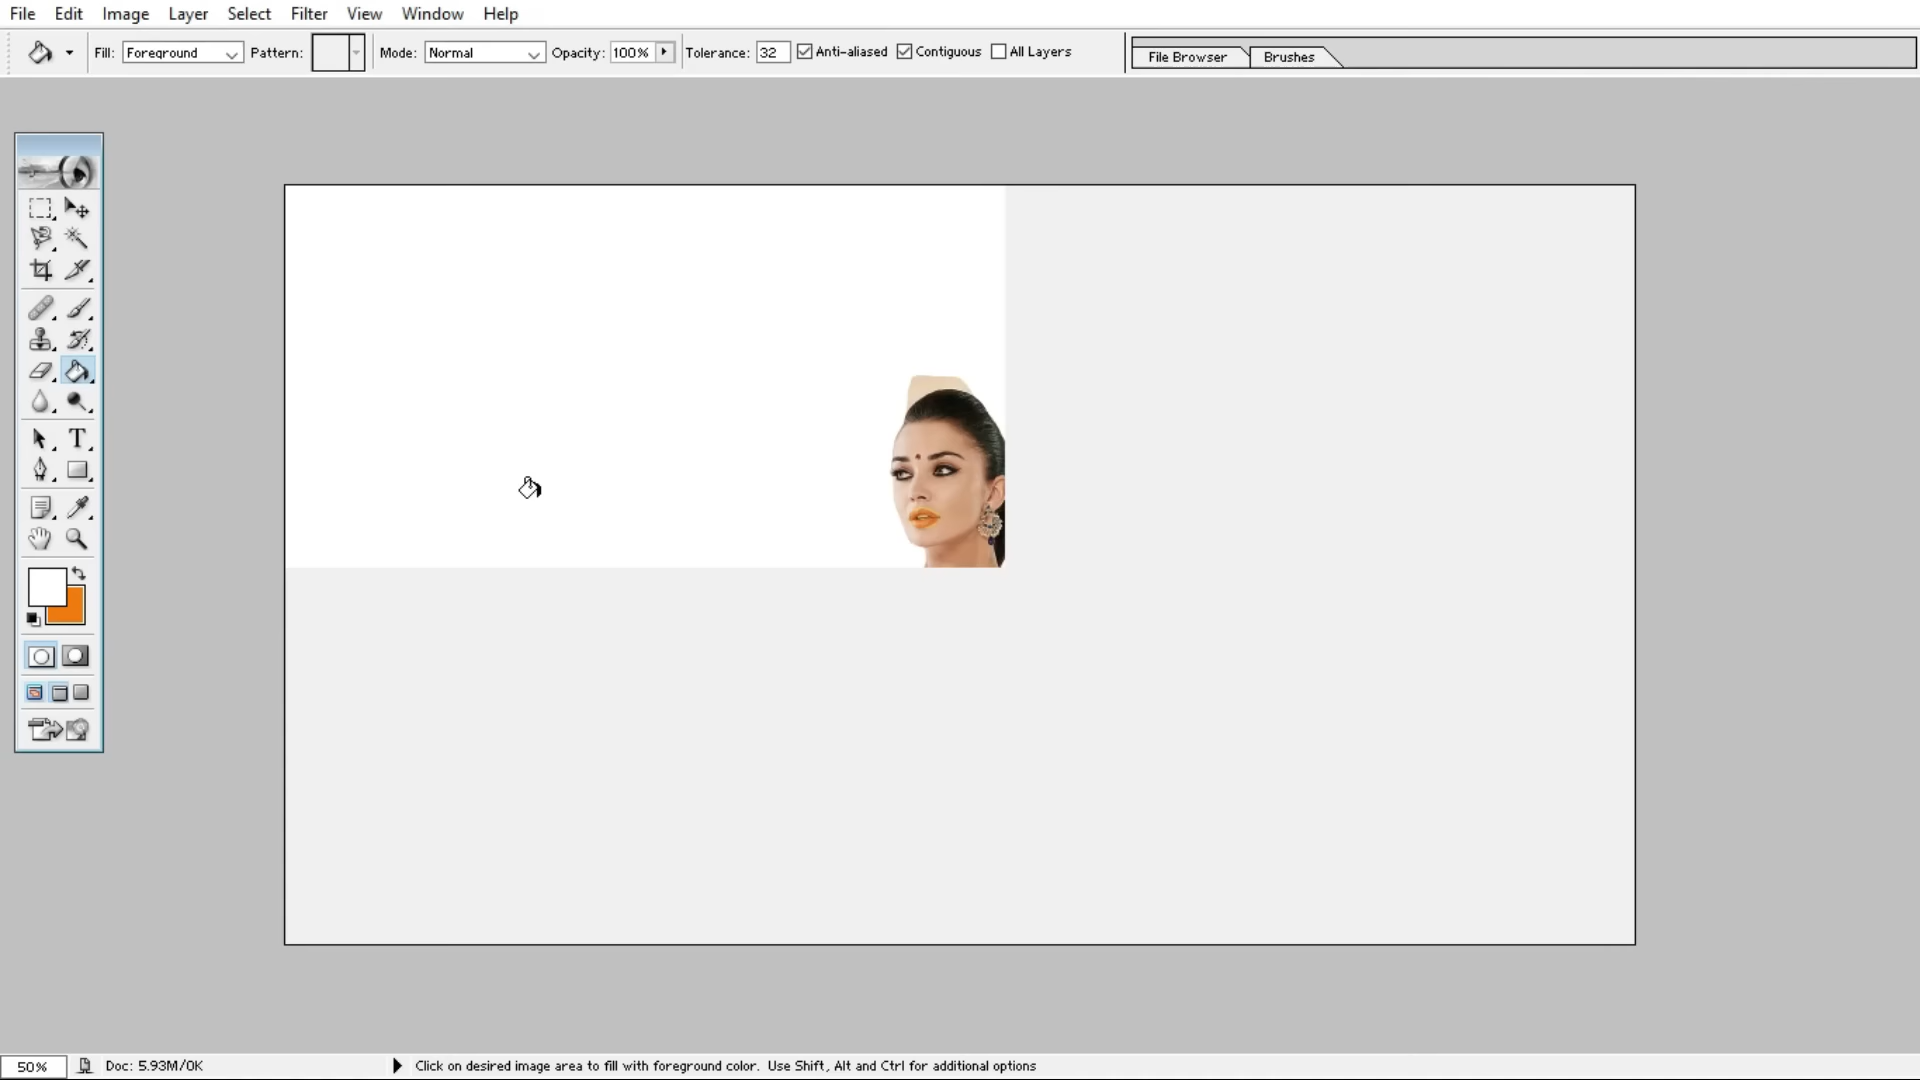 File Edit Image Layer Select Filter View Window Help
Fill: Foreground Pattern: Mode: Normal Opacity: 100% Tolerance: 32 Anti-aliased Contiguous All Layers File Browser Brushes
T
50% Doc: 5.93M/0K Click on desired image area to fill with foreground color. Use Shift, Alt and Ctrl for additional options